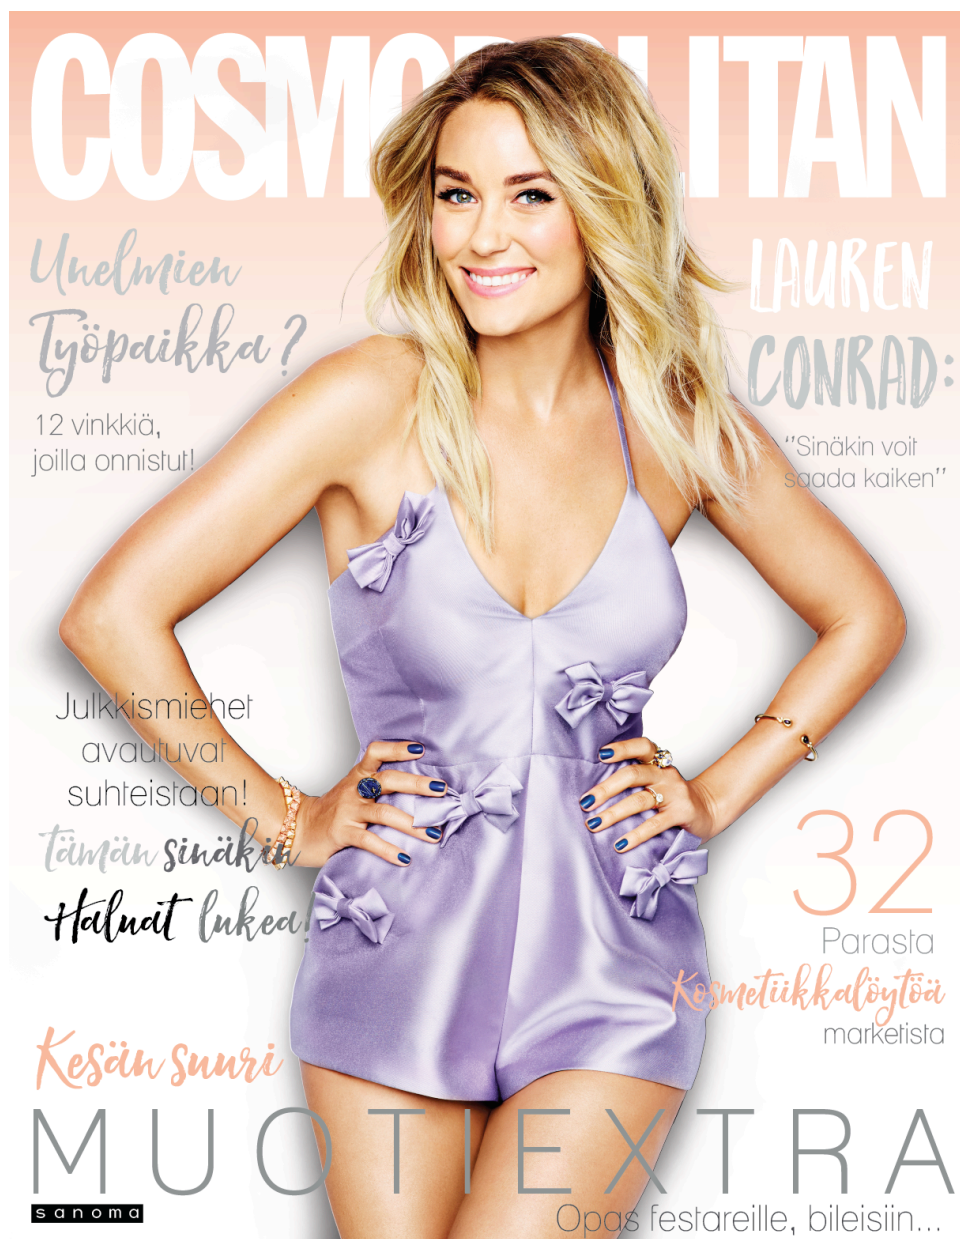 COSMOPOLITAN
Unelmien
Työpaikka?
12 vinkkiä,
joilla onnistut!
LAUREN
CONRAD:
"Sinäkin voit
saada kaiken"
Julkkismiehet
avautuvat
suhteistaan!
tämän sinäkin
Haluat lukea!
32
Parasta
Kosmetiikkalöytöä
marketista
Kesän suuri
MUOTIEXTRA
sanoma
Opas festareille, bileisiin...